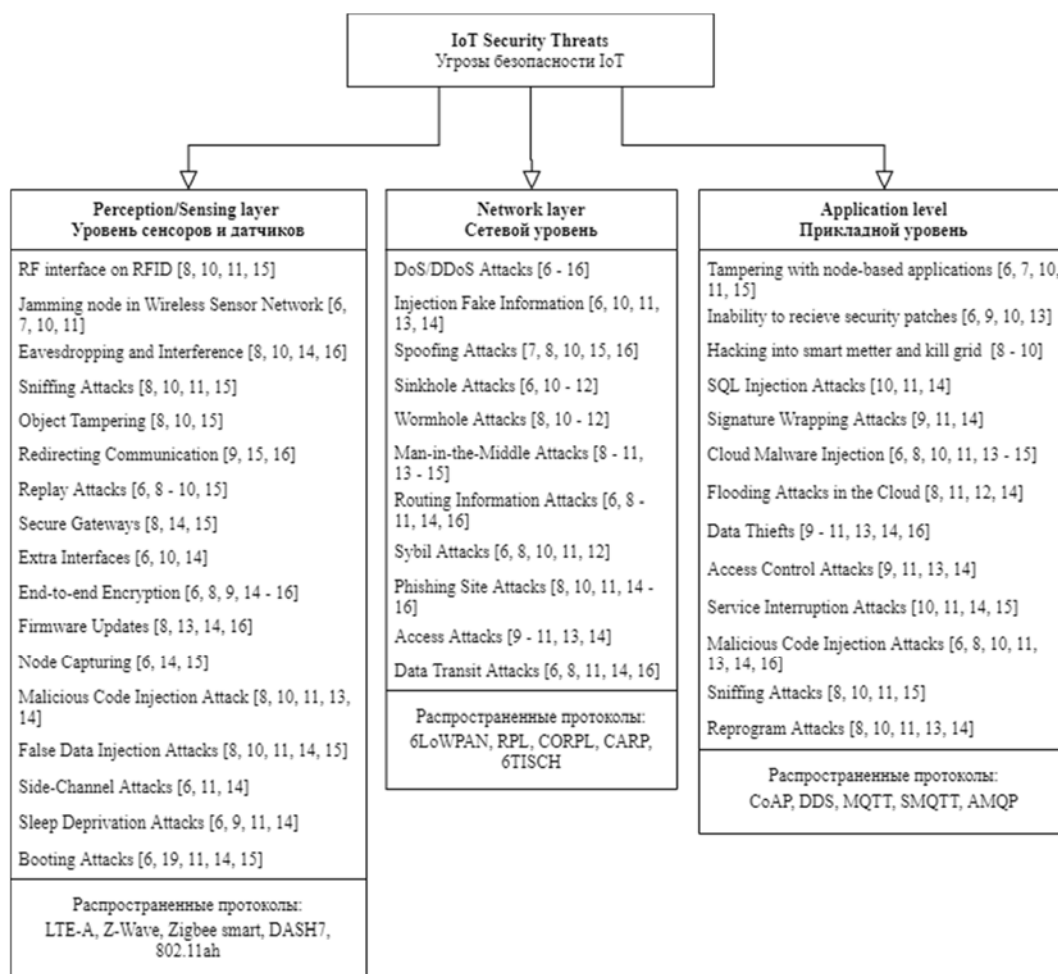 IoT Security Threats
Угрозы безопасности IoT
Perception/Sensing layer
Уровень сенсоров и датчиков
RF interface on RFID [8, 10, 11, 15]
Jamming node in Wireless Sensor Network [6,
7, 10, 11]
Eavesdropping and Interference [8, 10, 14, 16]
Sniffing Attacks [8, 10, 11, 15]
Object Tampering [8, 10, 15]
Redirecting Communication [9, 15, 16]
Replay Attacks [6, 8 - 10, 15]
Secure Gateways [8, 14, 15]
Extra Interfaces [6, 10, 14]
End-to-end Encryption [6, 8, 9, 14 - 16]
Firmware Updates [8, 13, 14, 16]
Node Capturing [6, 14, 15]
Malicious Code Injection Attack [8, 10, 11, 13,
14]
False Data Injection Attacks [8, 10, 11, 14, 15]
Side-Channel Attacks [6, 11, 14]
Sleep Deprivation Attacks [6, 9, 11, 14]
Booting Attacks [6, 19, 11, 14, 15]
Распространенные протоколы:
LTE-A, Z-Wave, Zigbee smart, DASH7,
802.11ah
Network layer
Сетевой уровень
DoS/DDoS Attacks [6 - 16]
Injection Fake Information [6, 10, 11,
13, 14]
Spoofing Attacks [7, 8, 10, 15, 16]
Sinkhole Attacks [6, 10 - 12]
Wormhole Attacks [8, 10 - 12]
Man-in-the-Middle Attacks [8 - 11,
13 - 15]
Routing Information Attacks [6, 8 -
11, 14, 16]
Sybil Attacks [6, 8, 10, 11, 12]
Phishing Site Attacks [8, 10, 11, 14 -
16]
Access Attacks [9 - 11, 13, 14]
Data Transit Attacks [6, 8, 11, 14, 16]
Распространенные протоколы:
6LoWPAN, RPL, CORPL, CARP,
6TISCH
Application level
Прикладной уровень
Tampering with node-based applications [6, 7, 10,
11, 15]
Inability to recieve security patches [6, 9, 10, 13]
Hacking into smart metter and kill grid [8 - 10]
SQL Injection Attacks [10, 11, 14]
Signature Wrapping Attacks [9, 11, 14]
Cloud Malware Injection [6, 8, 10, 11, 13 - 15]
Flooding Attacks in the Cloud [8, 11, 12, 14]
Data Thiefts [9 - 11, 13, 14, 16]
Access Control Attacks [9, 11, 13, 14]
Service Interruption Attacks [10, 11, 14, 15]
Malicious Code Injection Attacks [6, 8, 10, 11,
13, 14, 16]
Sniffing Attacks [8, 10, 11, 15]
Reprogram Attacks [8, 10, 11, 13, 14]
Распространенные протоколы:
CoAP, DDS, MQTT, SMQTT, AMQP